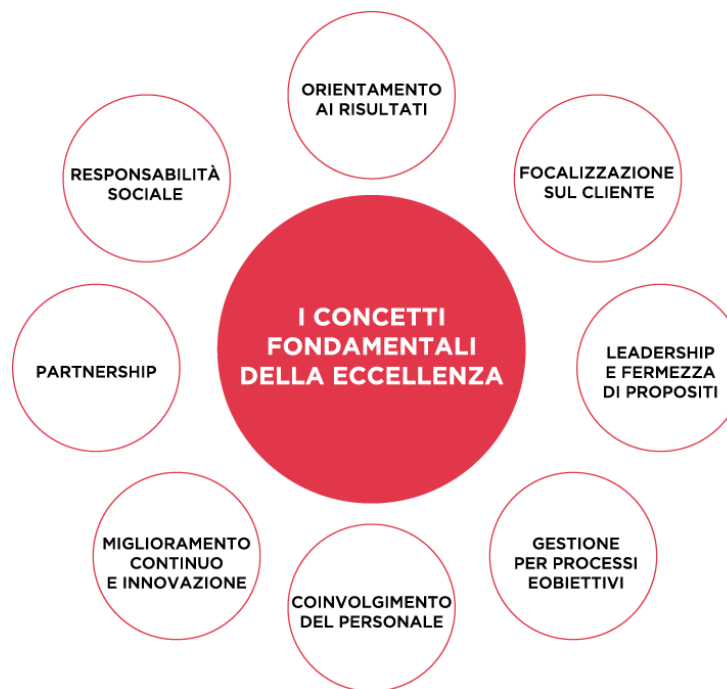 ORIENTAMENTO
AI RISULTATI
FOCALIZZAZIONE
SUL CLIENTE
LEADERSHIP
E FERMEZZA
DI PROPOSITI
GESTIONE
PER PROCESSI
EOBIETTIVI
COINVOLGIMENTO
DEL PERSONALE
MIGLIORAMENTO
CONTINUO
E INNOVAZIONE
PARTNERSHIP
RESPONSABILITÀ
SOCIALE
I CONCETTI
FONDAMENTALI
DELLA ECCELLENZA